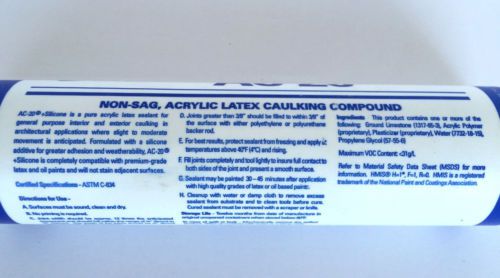 NON-SAG, ACRYLIC LATEX CAULKING COMPOUND
AC-20® +Silicone is a pure acrylic latex sealant for
general purpose interior and exterior caulking in
architectural applications where slight to moderate
movement is anticipated. Formulated with a silicone
additive for greater adhesion and weatherability, AC-20®
+Silicone is completely compatible with premium-grade
latex and oil paints and will not stain adjacent surfaces.
Certified Specifications - ASTM C-834
Directions for Use -
A. Surfaces must be sound, clean and dry.
B. No priming is required.
D. Joints greater than 3/8" should be filled to within 3/8" of
the surface with either polyethylene or polyurethane
backer rod.
E. For best results, protect sealant from freezing and apply at
temperatures above 40°F (4°C) and rising.
F. Fill joints completely and tool lightly to insure full contact to
both sides of the joint and present a smooth surface.
G. Sealant may be painted 30 - 45 minutes after application
with high quality grades of latex or oil based paint.
H. Cleanup with water or damp cloth to remove excess
sealant from substrate and to clean tools before cure.
Cured sealant must be removed with a scraper or knife.
Storage Life - Twelve months from date of manufacture in
Ingredients: This product contains one or more of the
following: Ground Limestone (1317-65-3), Acrylic Polymer
(proprietary), Plasticizer (proprietary), Water (7732-18-5),
Propylene Glycol (57-55-6)
Maximum VOC Content: <31g/L
Refer to Material Safety Data Sheet (MSDS) for more
information. HMIS® H=1*, F=1, R=0. HMIS is a registered
trademark of the National Paint and Coatings Association.